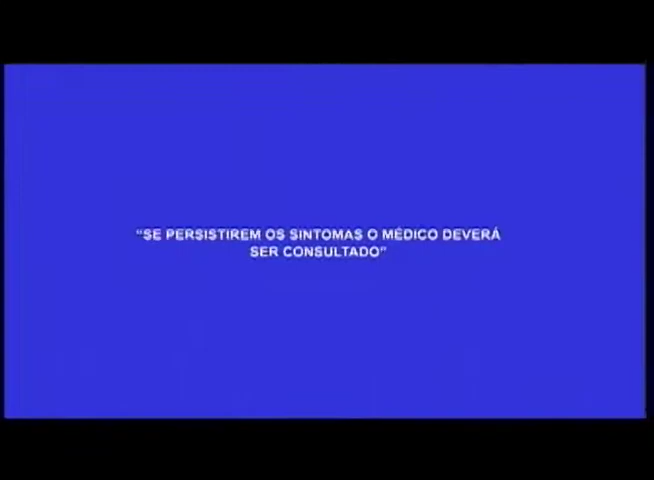 "SE PERSISTIREM OS SINTOMAS O MÉDICO DEVERÁ
SER CONSULTADO"